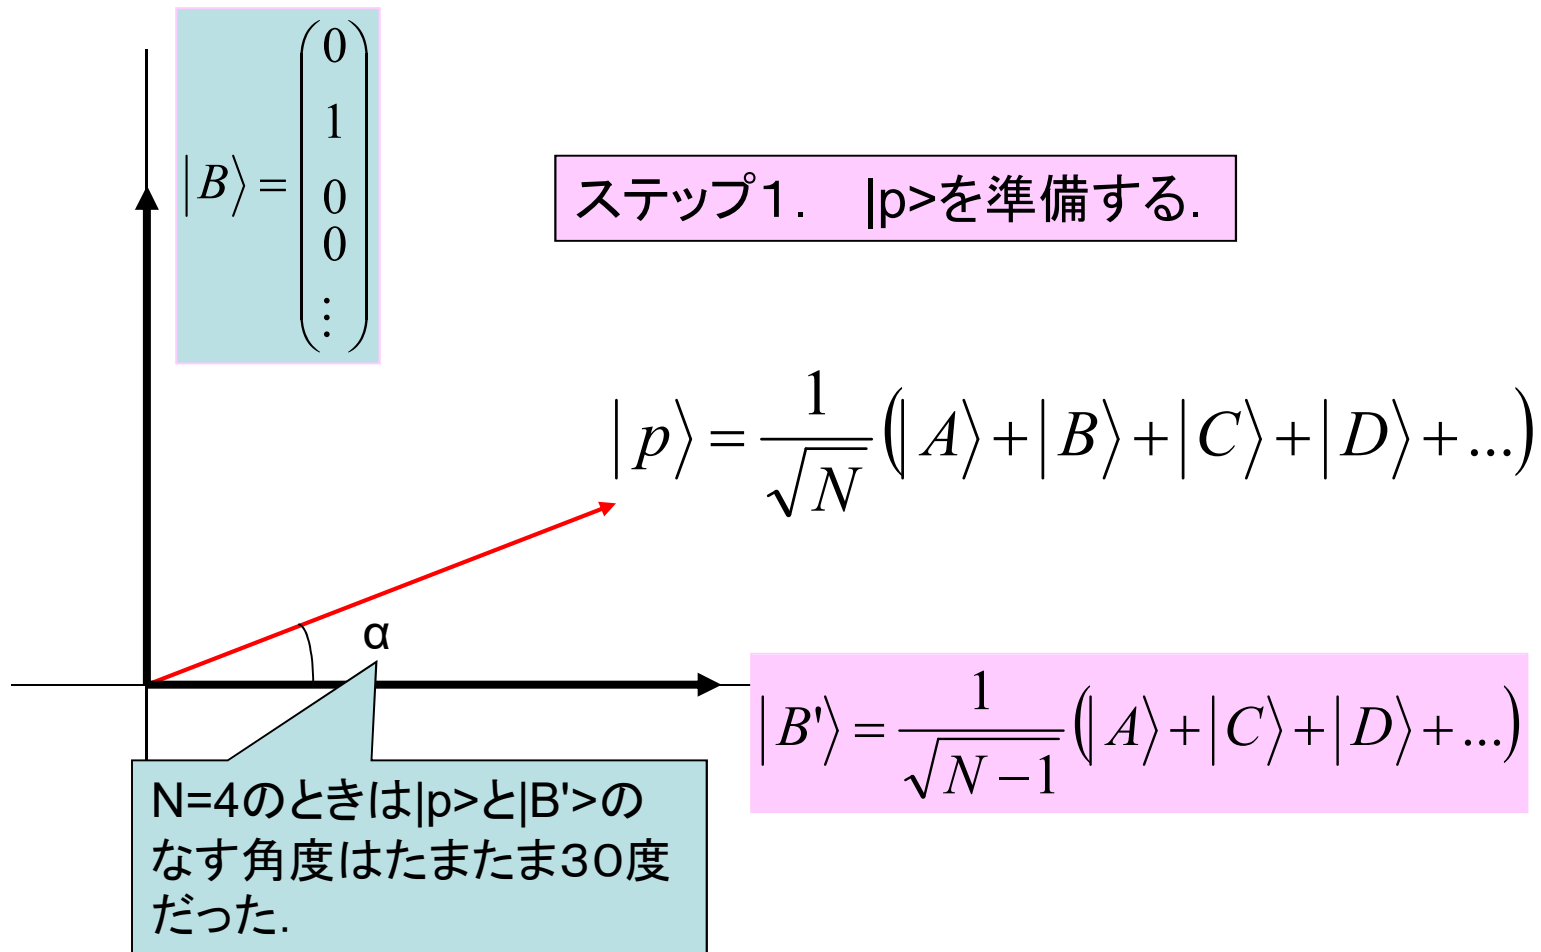 |B⟩ = (0 1 0 0 ⋮)
ステップ1. |p>を準備する.
|p⟩ = 1/√N (|A⟩+|B⟩+|C⟩+|D⟩+...)
α
|B'⟩ = 1/√(N−1) (|A⟩+|C⟩+|D⟩+...)
N=4のときは|p>と|B'>の
なす角度はたまたま30度
だった.